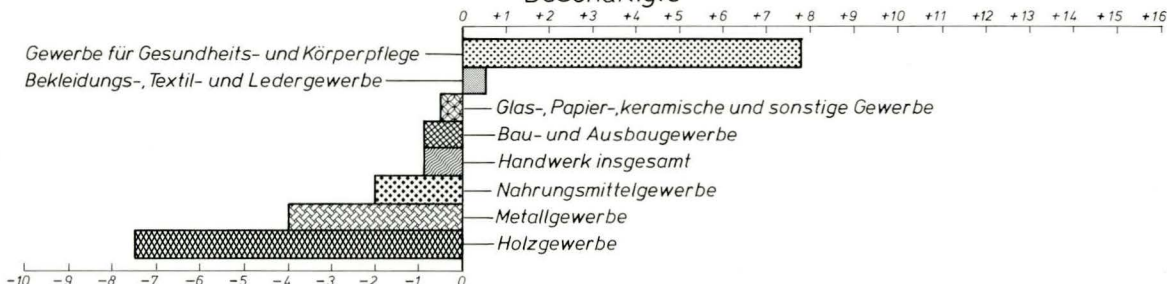 Beschäftigte
0 +1 +2 +3 +4 +5 +6 +7 +8 +9 +10 +11 +12 +13 +14 +15 +16
Gewerbe für Gesundheits- und Körperpflege
Bekleidungs-, Textil- und Ledergewerbe
Glas-, Papier-, keramische und sonstige Gewerbe
Bau- und Ausbaugewerbe
Handwerk insgesamt
Nahrungsmittelgewerbe
Metallgewerbe
Holzgewerbe
-10 -9 -8 -7 -6 -5 -4 -3 -2 -1 0